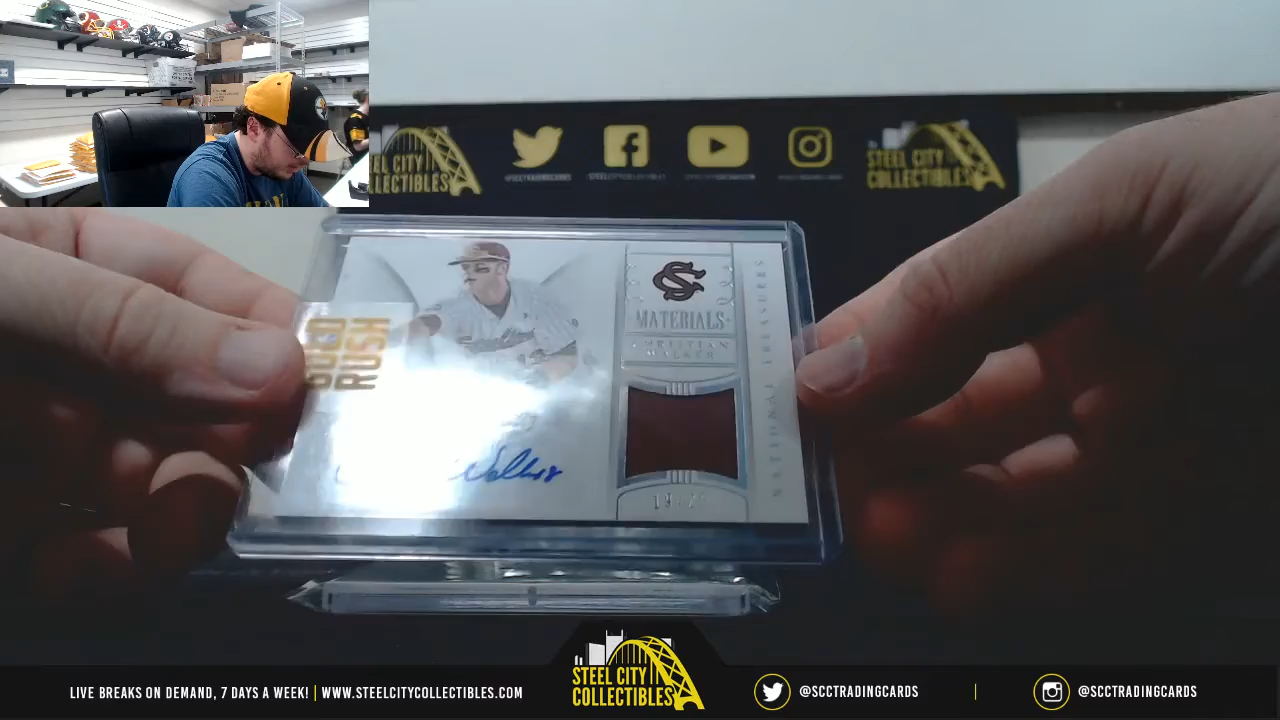 STEEL CITY
COLLECTIBLES
STEEL CITY
COLLECTIBLES
MATERIALS
CHRISTIAN
WALKER
NATIONAL TREASURES
RUSH
Walker
STEEL CITY
COLLECTIBLES
LIVE BREAKS ON DEMAND, 7 DAYS A WEEK! | WWW.STEELCITYCOLLECTIBLES.COM
@SCCTRADINGCARDS
@SCCTRADINGCARDS